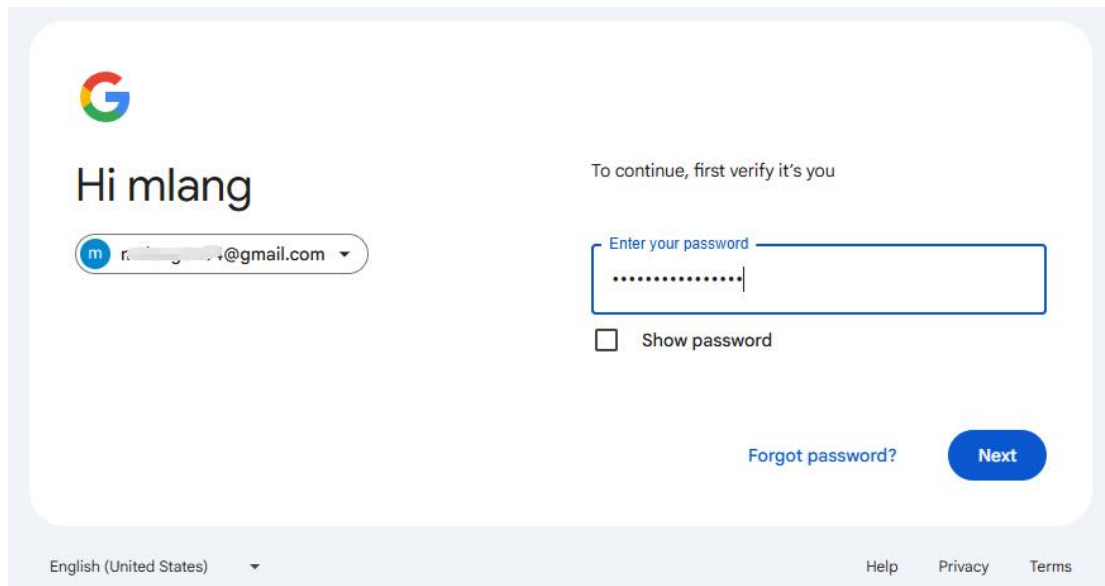 Hi mlang
m
@gmail.com
To continue, first verify it's you
Enter your password
••••••••••••••••
Show password
Forgot password?
Next
English (United States)
Help
Privacy
Terms